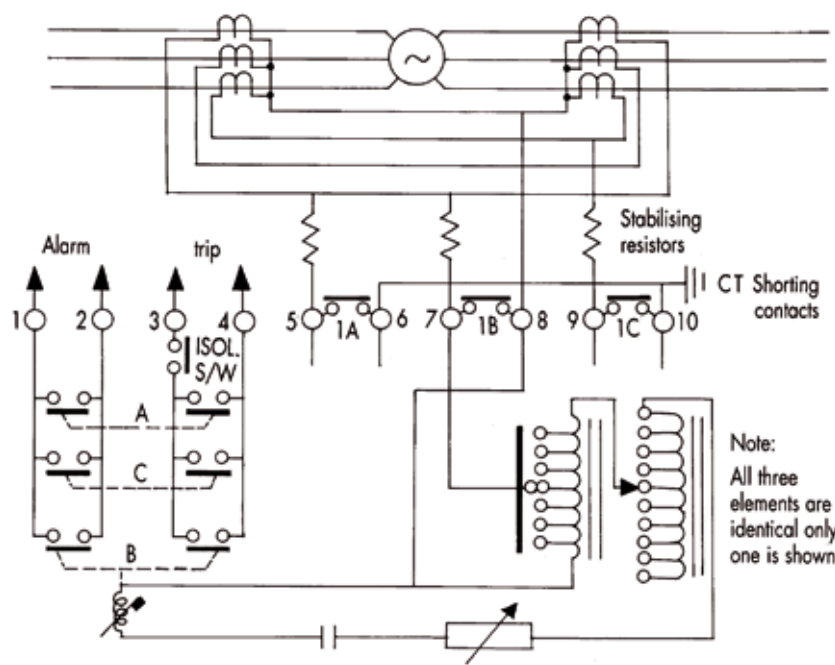 Stabilising
resistors
Alarm
trip
CT Shorting
contacts
1 2 3 4 5 6 7 8 9 10
1A 1B 1C
ISOL.
S/W
A
C
B
Note:
All three
elements are
identical only
one is shown